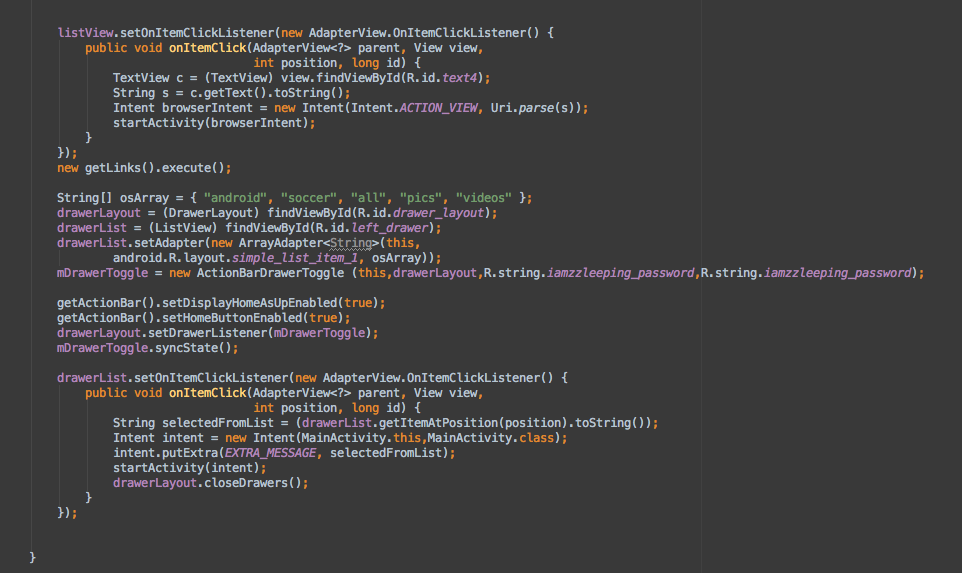 listView.setOnItemClickListener(new AdapterView.OnItemClickListener() {
public void onItemClick(AdapterView<?> parent, View view,
int position, long id) {
TextView c = (TextView) view.findViewById(R.id.text4);
String s = c.getText().toString();
Intent browserIntent = new Intent(Intent.ACTION_VIEW, Uri.parse(s));
startActivity(browserIntent);
}
});
new getLinks().execute();
String[] osArray = { "android", "soccer", "all", "pics", "videos" };
drawerLayout = (DrawerLayout) findViewById(R.id.drawer_layout);
drawerList = (ListView) findViewById(R.id.left_drawer);
drawerList.setAdapter(new ArrayAdapter<String>(this,
android.R.layout.simple_list_item_1, osArray));
mDrawerToggle = new ActionBarDrawerToggle (this,drawerLayout,R.string.iamzzleeping_password,R.string.iamzzleeping_password);
getActionBar().setDisplayHomeAsUpEnabled(true);
getActionBar().setHomeButtonEnabled(true);
drawerLayout.setDrawerListener(mDrawerToggle);
mDrawerToggle.syncState();
drawerList.setOnItemClickListener(new AdapterView.OnItemClickListener() {
public void onItemClick(AdapterView<?> parent, View view,
int position, long id) {
String selectedFromList = (drawerList.getItemAtPosition(position).toString());
Intent intent = new Intent(MainActivity.this,MainActivity.class);
intent.putExtra(EXTRA_MESSAGE, selectedFromList);
startActivity(intent);
drawerLayout.closeDrawers();
}
});
}